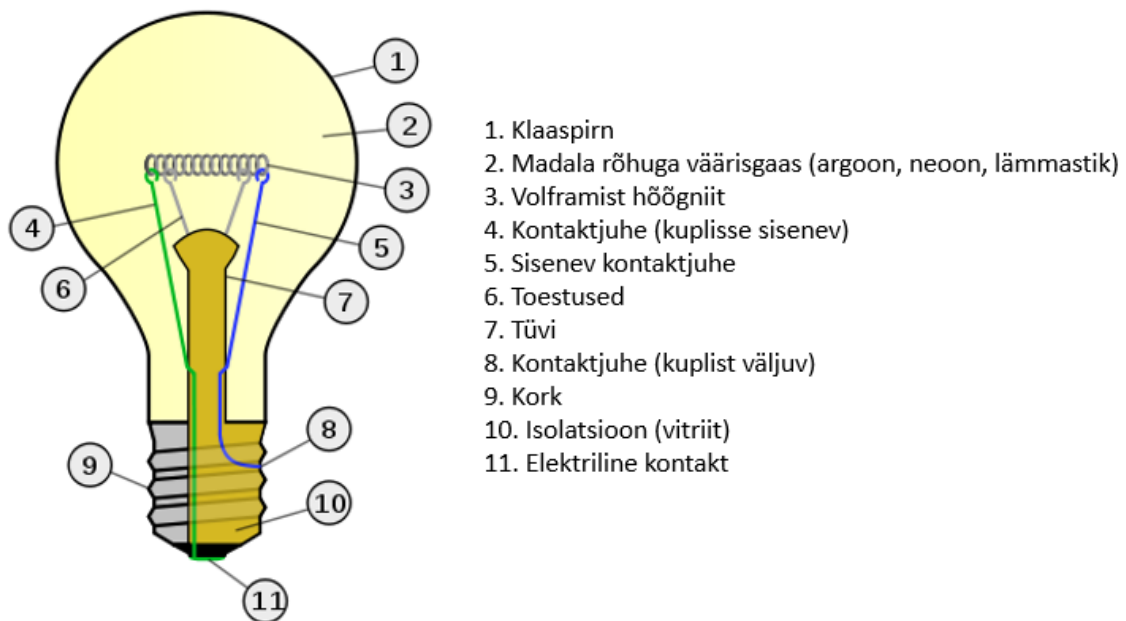 1
2
3
4
5
6
7
8
9
10
11
1. Klaaspirn
2. Madala rõhuga väärisgaas (argoon, neoon, lämmastik)
3. Volframist hõõgniit
4. Kontaktjuhe (kuplisse sisenev)
5. Sisenev kontaktjuhe
6. Toestused
7. Tüvi
8. Kontaktjuhe (kuplist väljuv)
9. Kork
10. Isolatsioon (vitriit)
11. Elektriline kontakt